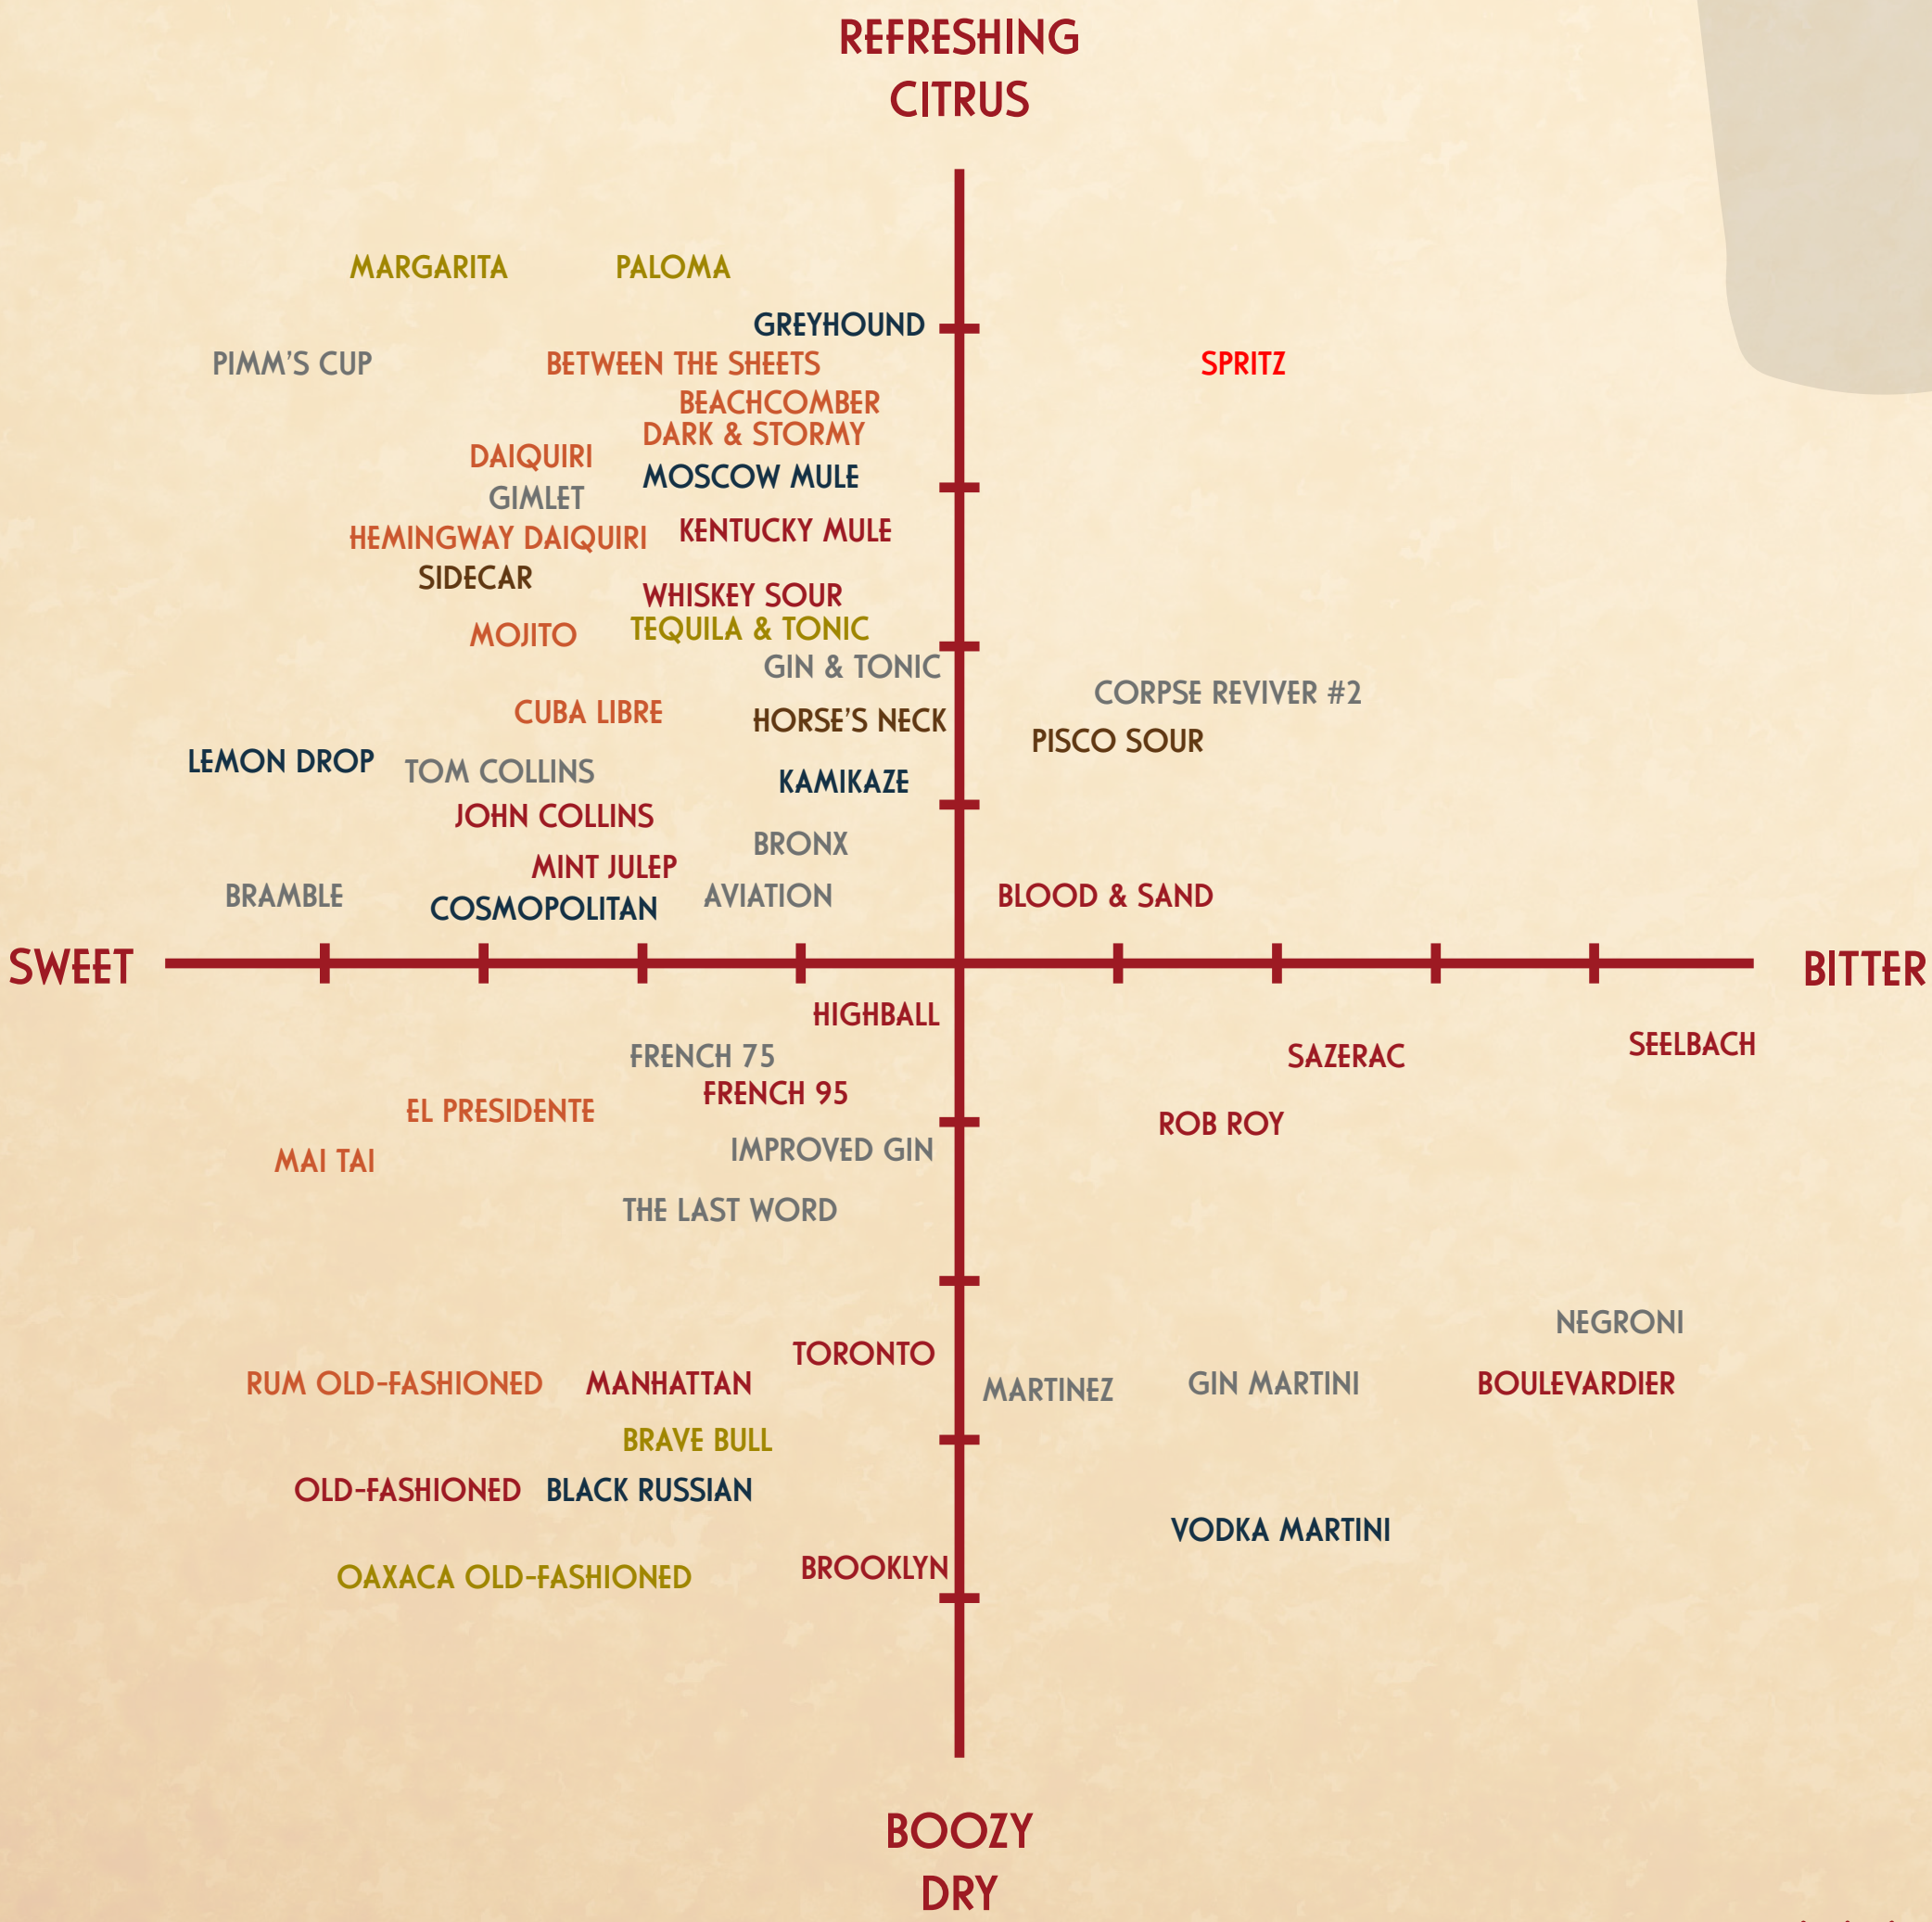 REFRESHING
CITRUS
MARGARITA
PALOMA
GREYHOUND
PIMM'S CUP
BETWEEN THE SHEETS
SPRITZ
BEACHCOMBER
DARK & STORMY
DAIQUIRI
MOSCOW MULE
GIMLET
KENTUCKY MULE
HEMINGWAY DAIQUIRI
SIDECAR
WHISKEY SOUR
TEQUILA & TONIC
MOJITO
GIN & TONIC
CORPSE REVIVER #2
CUBA LIBRE
HORSE'S NECK
PISCO SOUR
LEMON DROP
TOM COLLINS
KAMIKAZE
JOHN COLLINS
BRONX
MINT JULEP
BRAMBLE
AVIATION
BLOOD & SAND
COSMOPOLITAN
SWEET
BITTER
HIGHBALL
SEELBACH
FRENCH 75
SAZERAC
FRENCH 95
EL PRESIDENTE
ROB ROY
IMPROVED GIN
MAI TAI
THE LAST WORD
NEGRONI
TORONTO
RUM OLD-FASHIONED
MANHATTAN
MARTINEZ
GIN MARTINI
BOULEVARDIER
BRAVE BULL
OLD-FASHIONED
BLACK RUSSIAN
VODKA MARTINI
BROOKLYN
OAXACA OLD-FASHIONED
BOOZY
DRY